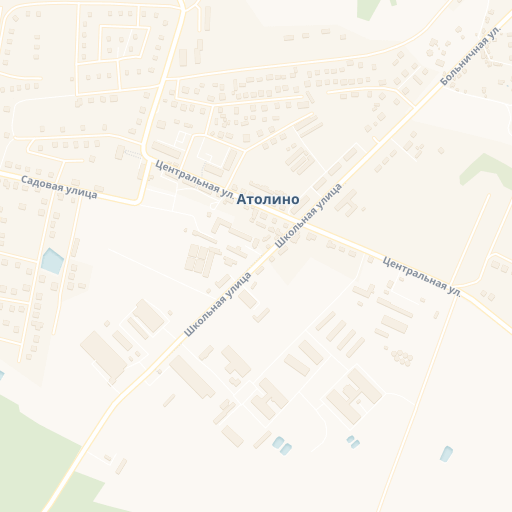 Больничная ул.
Центральная ул.
Садовая улица
Атолино
Школьная улица
Центральная ул.
Школьная улица